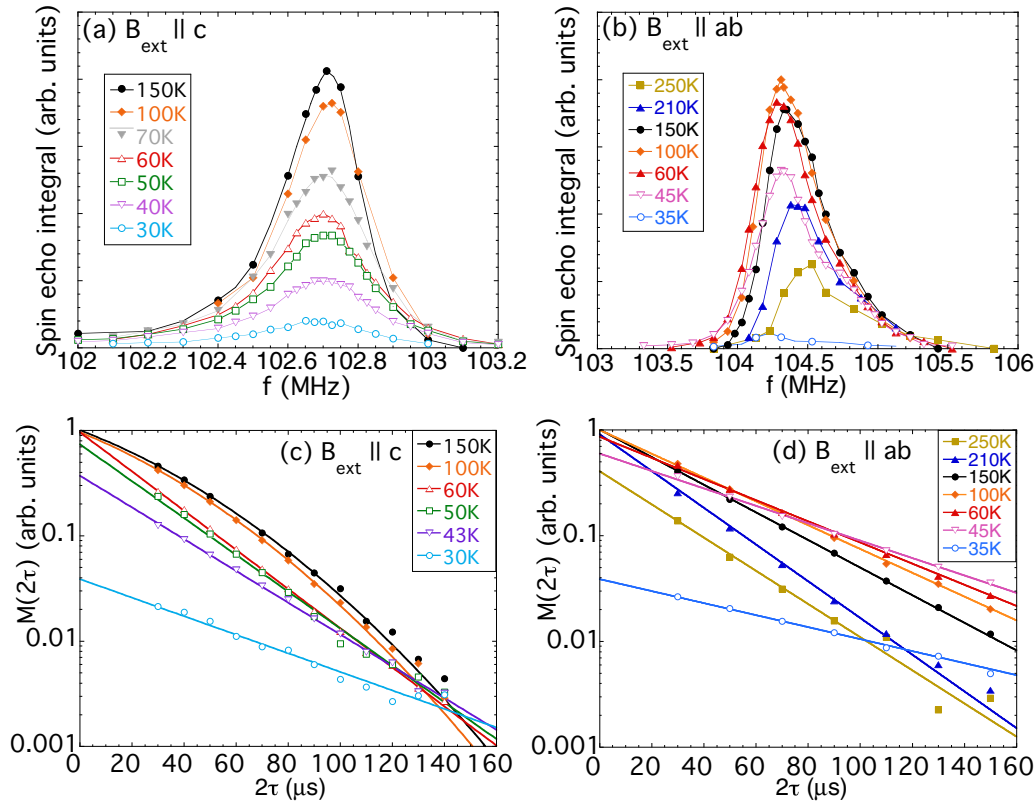 (a) B_ext || c
Spin echo integral (arb. units)
150K
100K
70K
60K
50K
40K
30K
102 102.2 102.4 102.6 102.8 103 103.2
f (MHz)
(b) B_ext || ab
Spin echo integral (arb. units)
250K
210K
150K
100K
60K
45K
35K
103 103.5 104 104.5 105 105.5 106
f (MHz)
(c) B_ext || c
M(2τ) (arb. units)
1
0.1
0.01
0.001
150K
100K
60K
50K
43K
30K
0 20 40 60 80 100 120 140 160
2τ (μs)
(d) B_ext || ab
M(2τ) (arb. units)
1
0.1
0.01
0.001
250K
210K
150K
100K
60K
45K
35K
0 20 40 60 80 100 120 140 160
2τ (μs)